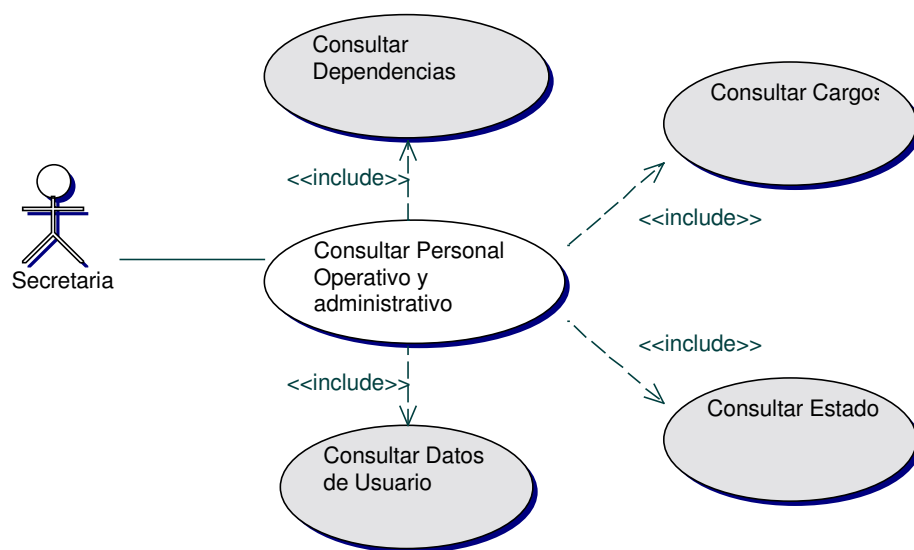 Consultar
Dependencias
Consultar Cargos
<<include>>
<<include>>
Consultar Personal
Operativo y
administrativo
Secretaria
<<include>>
<<include>>
Consultar Estado
Consultar Datos
de Usuario